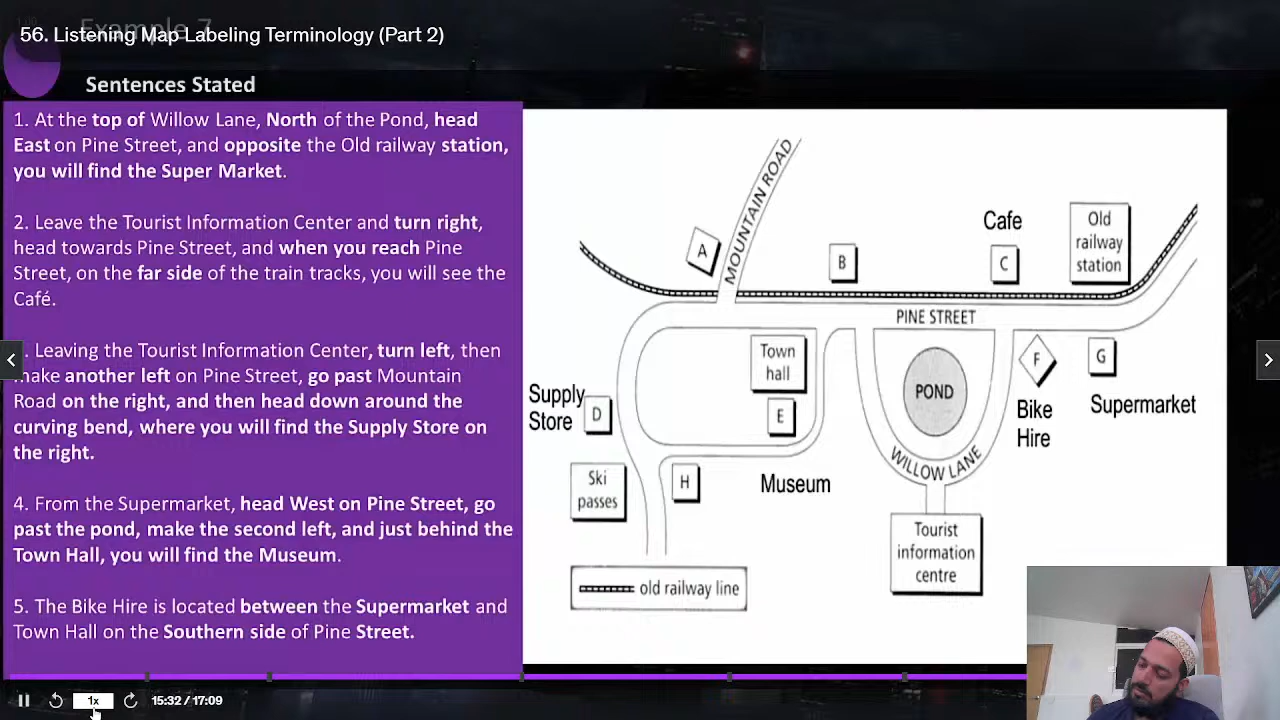 Example 7
56. Listening Map Labeling Terminology (Part 2)
Sentences Stated
1. At the top of Willow Lane, North of the Pond, head
East on Pine Street, and opposite the Old railway station,
you will find the Super Market.
2. Leave the Tourist Information Center and turn right,
head towards Pine Street, and when you reach Pine
Street, on the far side of the train tracks, you will see the
Café.
. Leaving the Tourist Information Center, turn left, then
make another left on Pine Street, go past Mountain
Road on the right, and then head down around the
curving bend, where you will find the Supply Store on
the right.
4. From the Supermarket, head West on Pine Street, go
past the pond, make the second left, and just behind the
Town Hall, you will find the Museum.
5. The Bike Hire is located between the Supermarket and
Town Hall on the Southern side of Pine Street.
MOUNTAIN ROAD
A
B
Cafe
C
Old
railway
station
PINE STREET
Town
hall
POND
F
G
Supply
Store
D
E
Bike
Hire
Supermarket
WILLOW LANE
Ski
passes
H
Museum
Tourist
information
centre
old railway line
1x
15:32 / 17:09